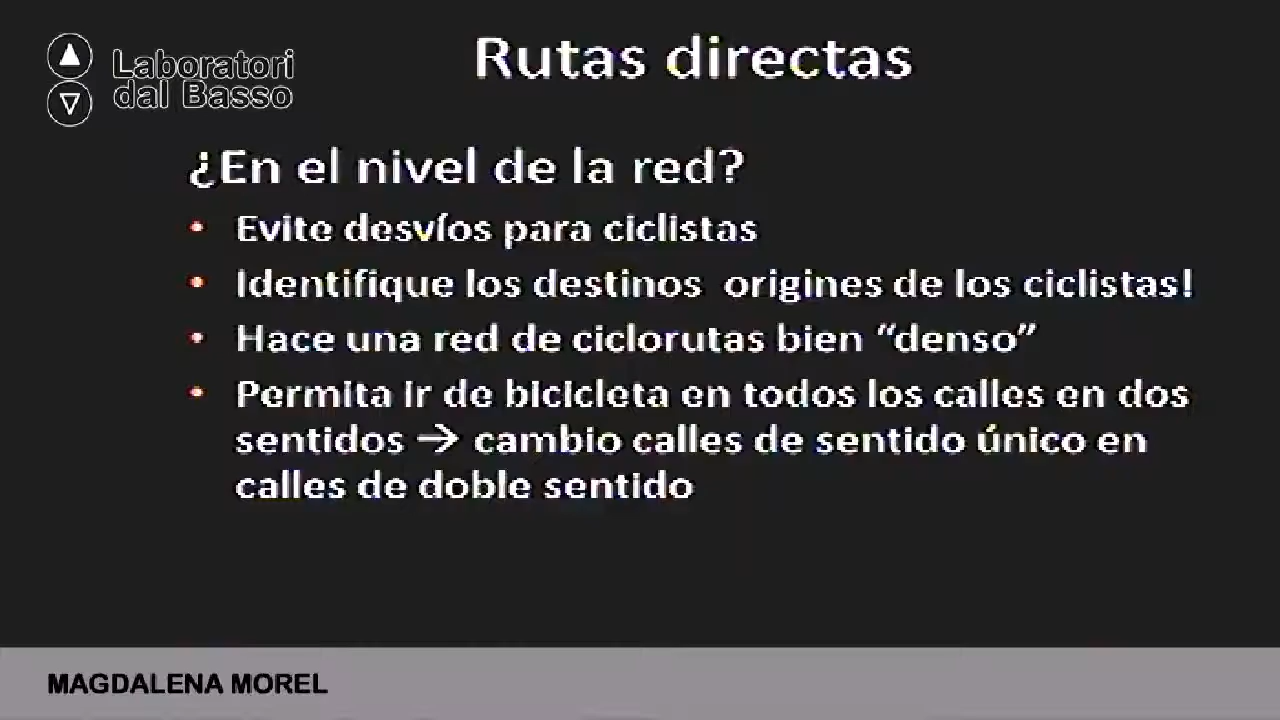 Laboratori
dal Basso
Rutas directas
¿En el nivel de la red?
• Evite desvíos para ciclistas
• Identifique los destinos  origines de los ciclistas!
• Hace una red de ciclorutas bien “denso”
• Permita ir de bicicleta en todos los calles en dos
sentidos → cambio calles de sentido único en
calles de doble sentido
MAGDALENA MOREL